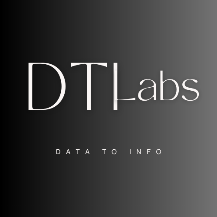 DTLabs
DATA TO INFO